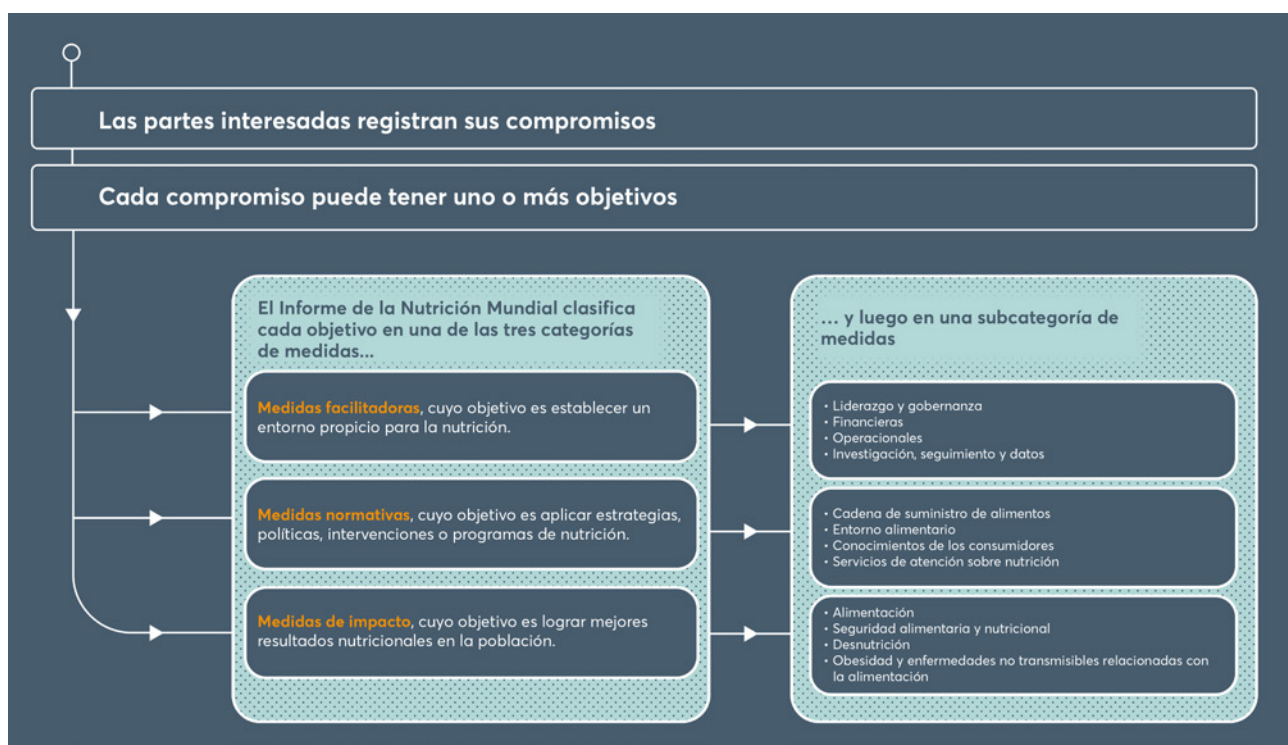 Las partes interesadas registran sus compromisos
Cada compromiso puede tener uno o más objetivos
El Informe de la Nutrición Mundial clasifica
cada objetivo en una de las tres categorías
de medidas...
Medidas facilitadoras, cuyo objetivo es establecer un
entorno propicio para la nutrición.
Medidas normativas, cuyo objetivo es aplicar estrategias,
políticas, intervenciones o programas de nutrición.
Medidas de impacto, cuyo objetivo es lograr mejores
resultados nutricionales en la población.
... y luego en una subcategoría de
medidas
• Liderazgo y gobernanza
• Financieras
• Operacionales
• Investigación, seguimiento y datos
• Cadena de suministro de alimentos
• Entorno alimentario
• Conocimientos de los consumidores
• Servicios de atención sobre nutrición
• Alimentación
• Seguridad alimentaria y nutricional
• Desnutrición
• Obesidad y enfermedades no transmisibles relacionadas con
la alimentación